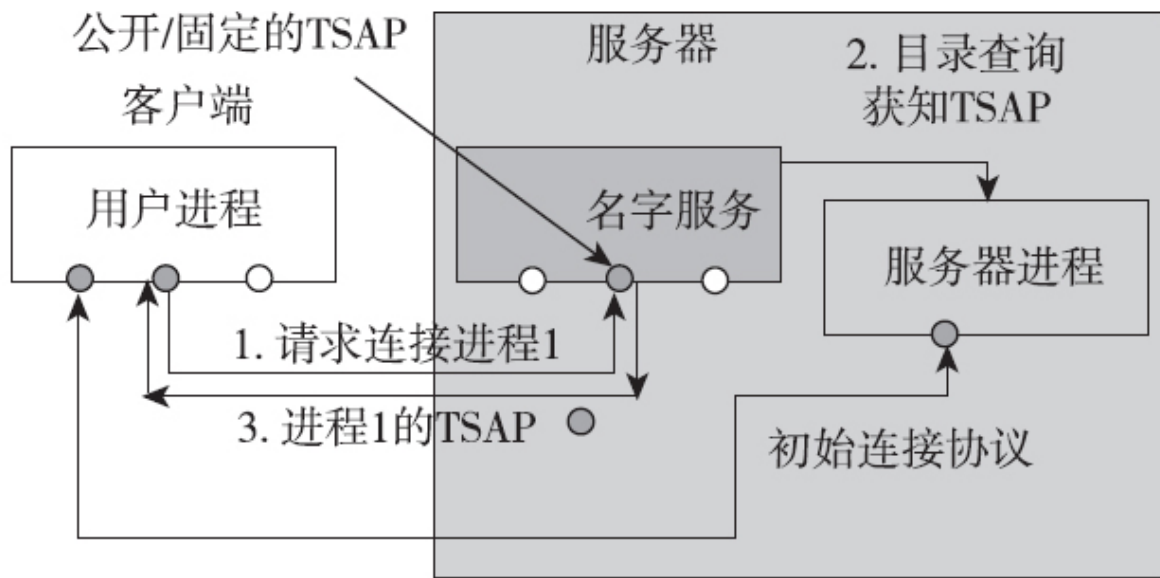 公开/固定的TSAP
服务器
2. 目录查询
获知TSAP
客户端
用户进程
名字服务
服务器进程
1. 请求连接进程1
3. 进程1的TSAP
初始连接协议